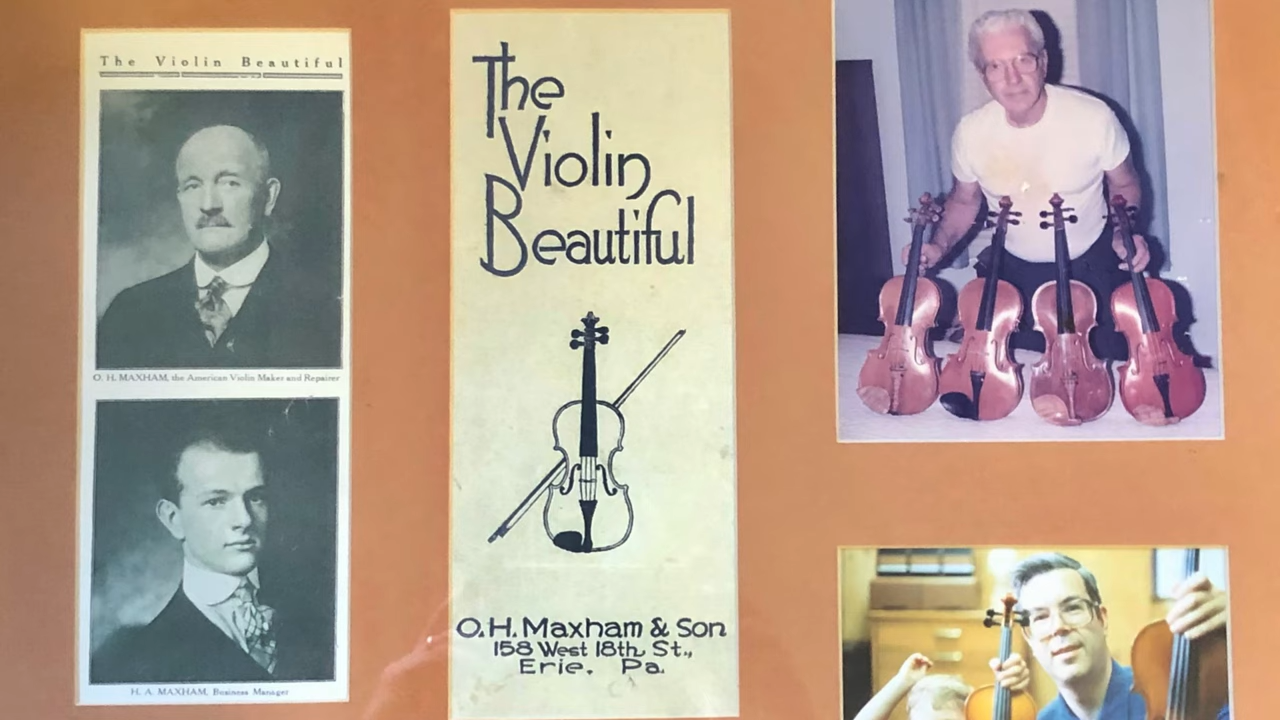 The Violin Beautiful
O. H. MAXHAM, the American Violin Maker and Repairer
H. A. MAXHAM, Business Manager
The
Violin
Beautiful
O. H. Maxham & Son
158 West 18th St.,
Erie. Pa.